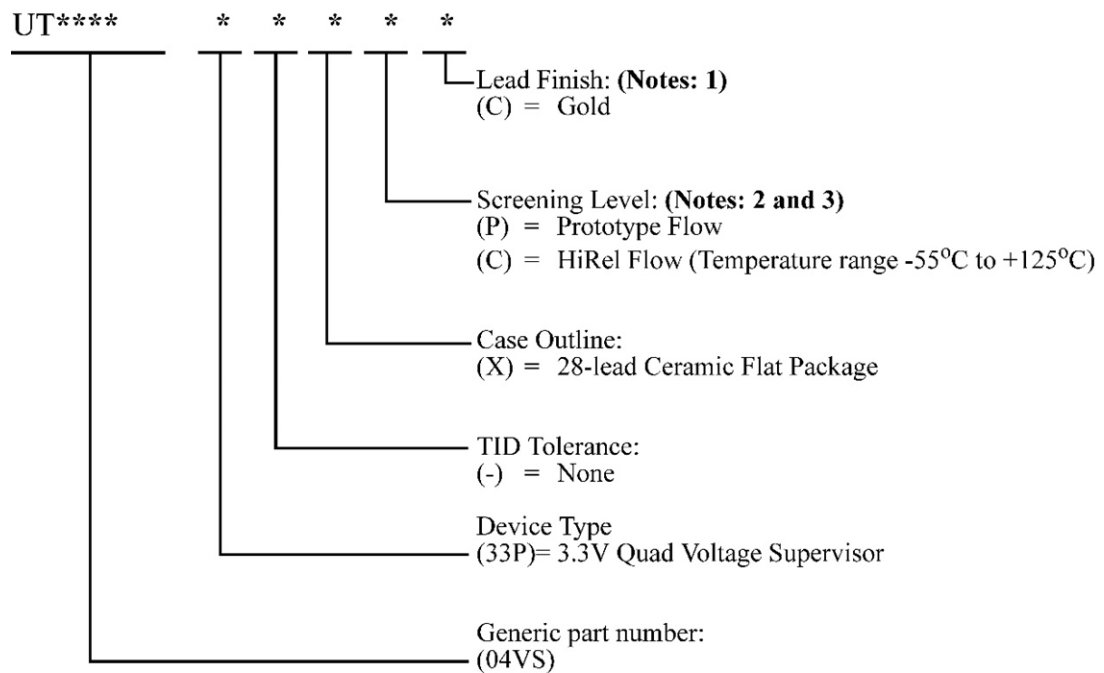 UT**** * * * * *
Lead Finish: (Notes: 1)
(C) = Gold
Screening Level: (Notes: 2 and 3)
(P) = Prototype Flow
(C) = HiRel Flow (Temperature range -55°C to +125°C)
Case Outline:
(X) = 28-lead Ceramic Flat Package
TID Tolerance:
(-) = None
Device Type
(33P)= 3.3V Quad Voltage Supervisor
Generic part number:
(04VS)